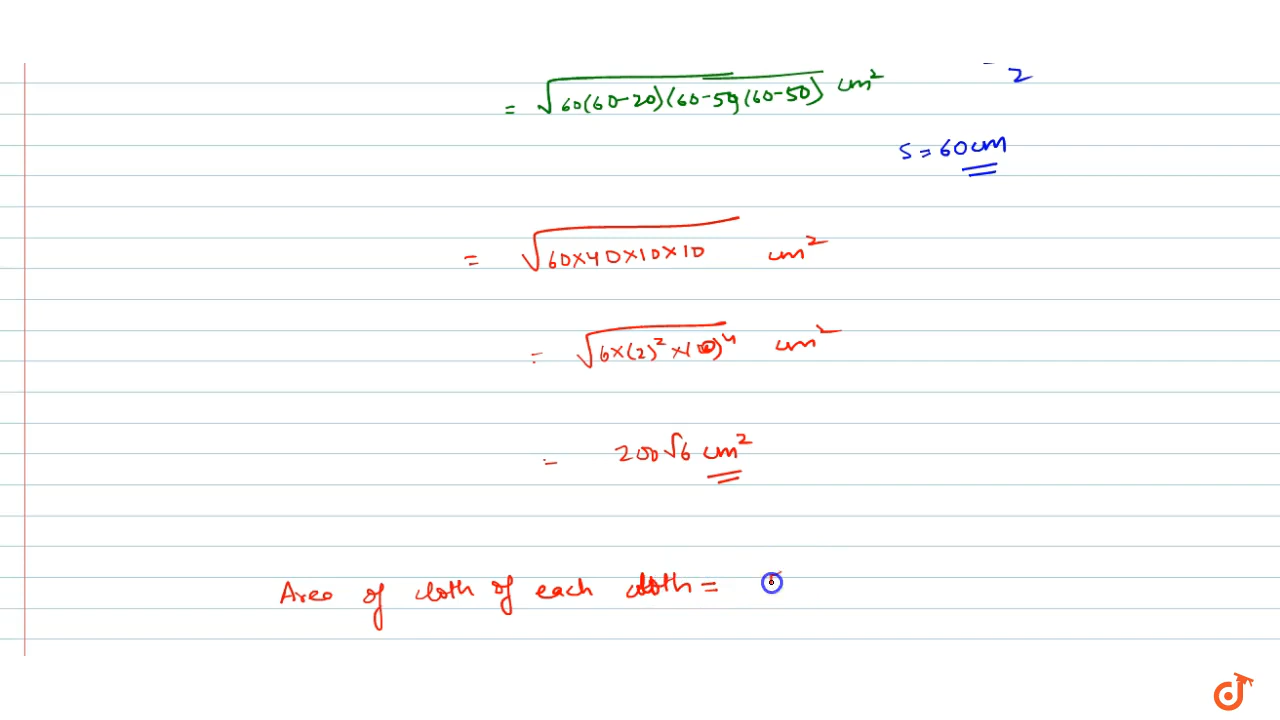 2
= √60(60-20)(60-50)(60-50) cm²
S = 60cm
= √60×40×10×10 cm²
= √6×(2)²×(10)⁴ cm²
= 200√6 cm²
Area of cloth of each cloth =